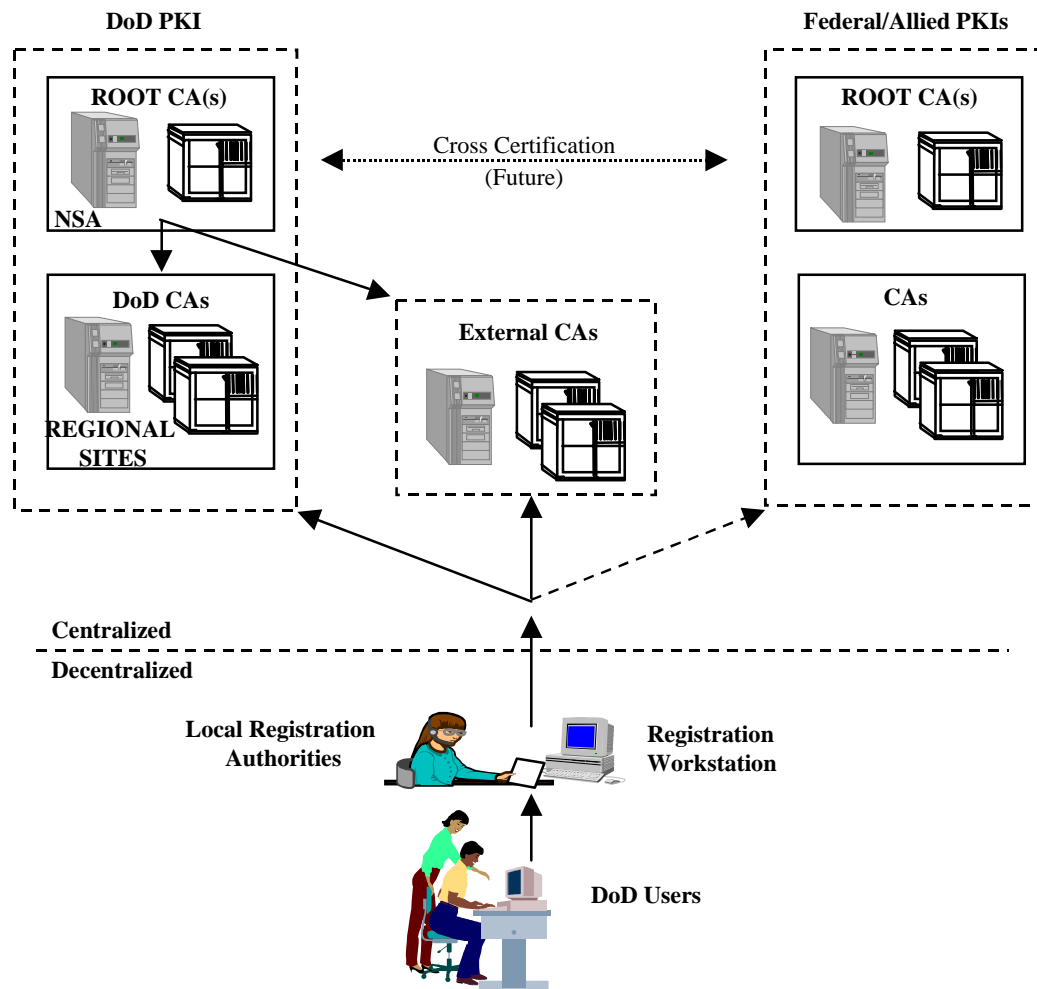 DoD PKI
Federal/Allied PKIs
ROOT CA(s)
NSA
Cross Certification
(Future)
ROOT CA(s)
DoD CAs
REGIONAL
SITES
External CAs
CAs
Centralized
Decentralized
Local Registration
Authorities
Registration
Workstation
DoD Users